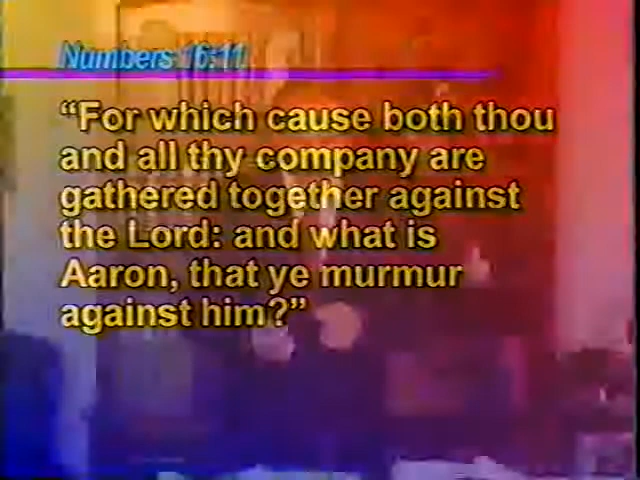 Numbers 16:11
“For which cause both thou
and all thy company are
gathered together against
the Lord: and what is
Aaron, that ye murmur
against him?”